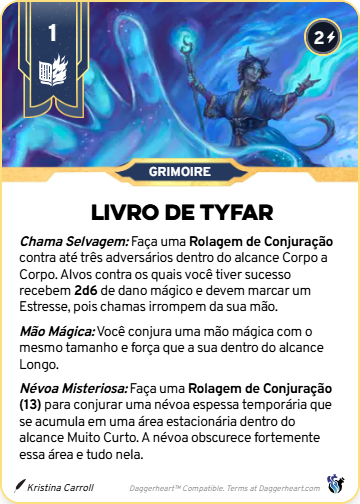 1
2
GRIMOIRE
LIVRO DE TYFAR
Chama Selvagem: Faça uma Rolagem de Conjuração
contra até três adversários dentro do alcance Corpo a
Corpo. Alvos contra os quais você tiver sucesso
recebem 2d6 de dano mágico e devem marcar um
Estresse, pois chamas irrompem da sua mão.
Mão Mágica: Você conjura uma mão mágica com o
mesmo tamanho e força que a sua dentro do alcance
Longo.
Névoa Misteriosa: Faça uma Rolagem de Conjuração
(13) para conjurar uma névoa espessa temporária que
se acumula em uma área estacionária dentro do
alcance Muito Curto. A névoa obscurece fortemente
essa área e tudo nela.
Kristina Carroll
Daggerheart™ Compatible. Terms at Daggerheart.com